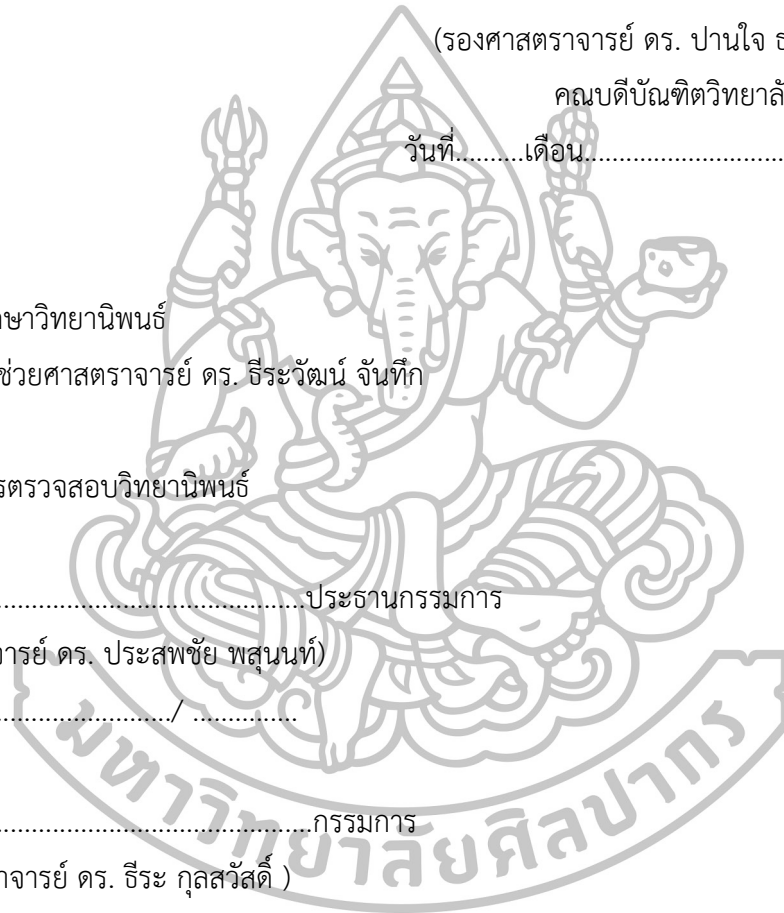 (รองศาสตราจารย์ ดร. ปานใจ
คณบดีบัณฑิตวิทยาลั
วันที่..........เดือน.............................
ษาวิทยานิพนธ์
ช่วยศาสตราจารย์ ดร. ธีระวัฒน์ จันทึก
รตรวจสอบวิทยานิพนธ์
.............................................ประธานกรรมการ
จารย์ ดร. ประสพชัย พสุนนท์)
........................../ ...............
..............................................กรรมการ
าจารย์ ดร. ธีระ กุลสวัสดิ์ )
มหาวิทยาลัยศิลปากร